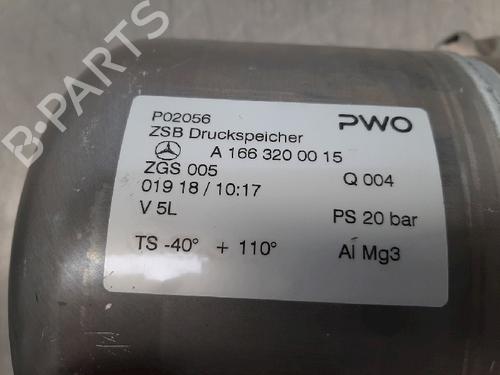 B-PARTS
P02056
PWO
ZSB Druckspeicher
A 166 320 00 15
ZGS 005
Q 004
019 18 / 10:17
V 5L
PS 20 bar
TS -40° + 110°
Al Mg3